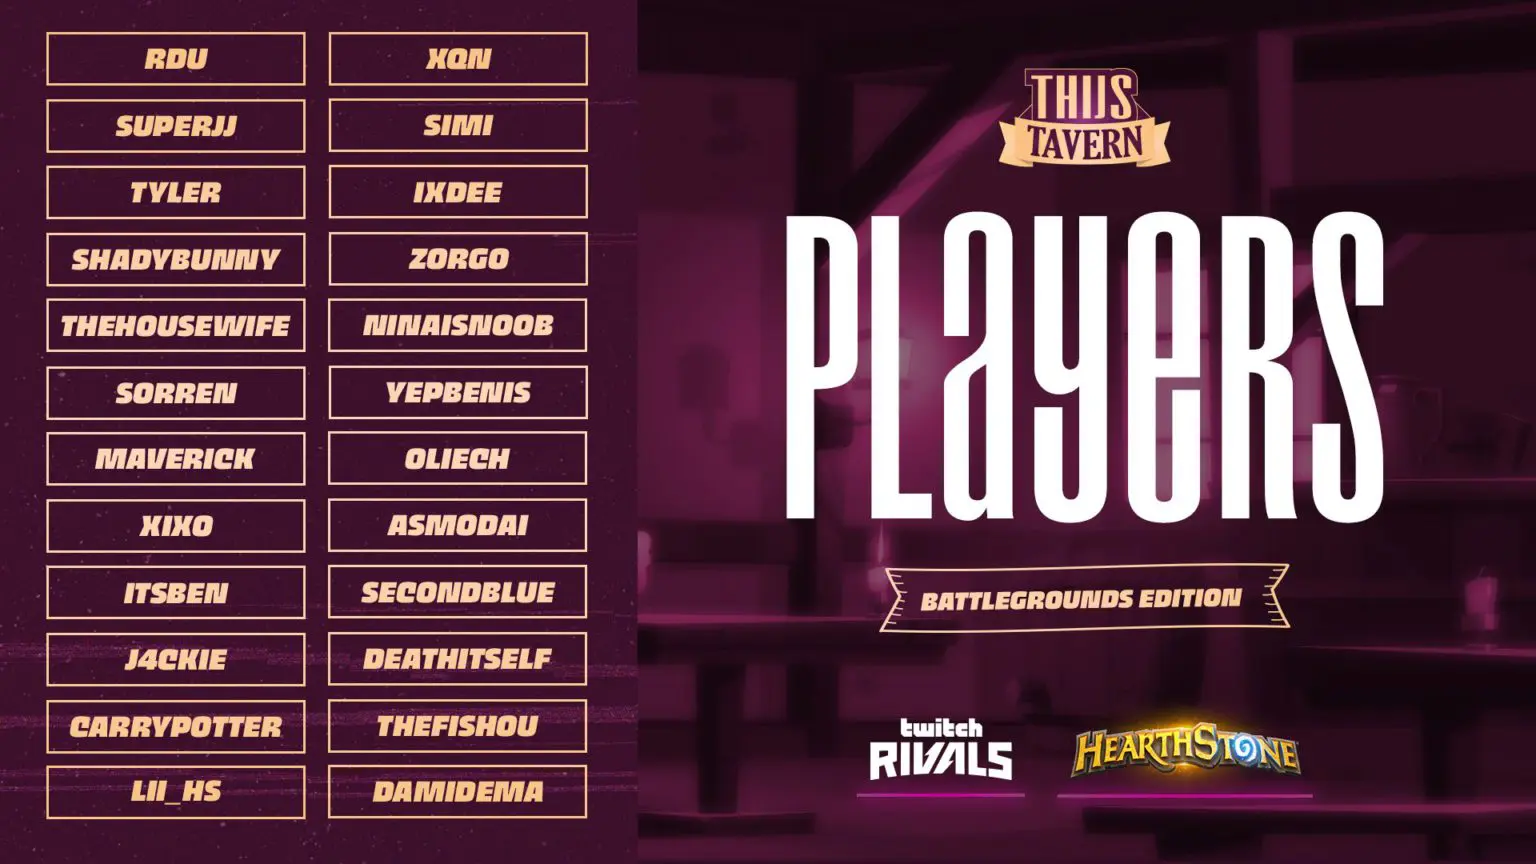 RDU
XQN
SUPERJJ
SIMI
TYLER
IXDEE
SHADYBUNNY
ZORGO
THEHOUSEWIFE
NINAISNOOB
SORREN
YEPBENIS
MAVERICK
OLIECH
XIXO
ASMODAI
ITSBEN
SECONDBLUE
J4CKIE
DEATHITSELF
CARRYPOTTER
THEFISHOU
LII_HS
DAMIDEMA
THIJS
TAVERN
PLayeRS
BATTLEGROUNDS EDITION
twitch
RIVALS
HEARTHSTONE